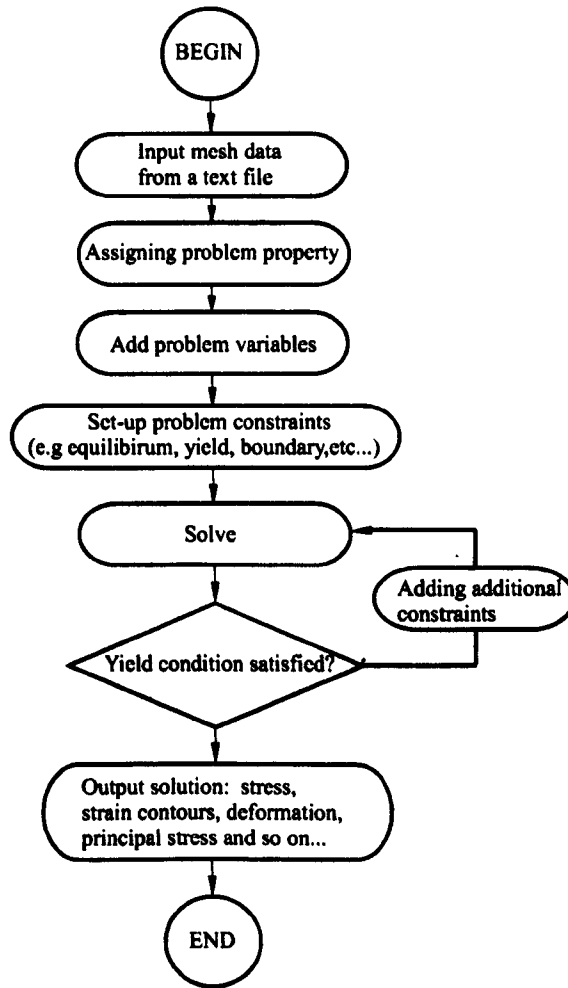 BEGIN
Input mesh data
from a text file
Assigning problem property
Add problem variables
Set-up problem constraints
(e.g equilibirum, yield, boundary,etc...)
Solve
Adding additional
constraints
Yield condition satisfied?
Output solution: stress,
strain contours, deformation,
principal stress and so on...
END